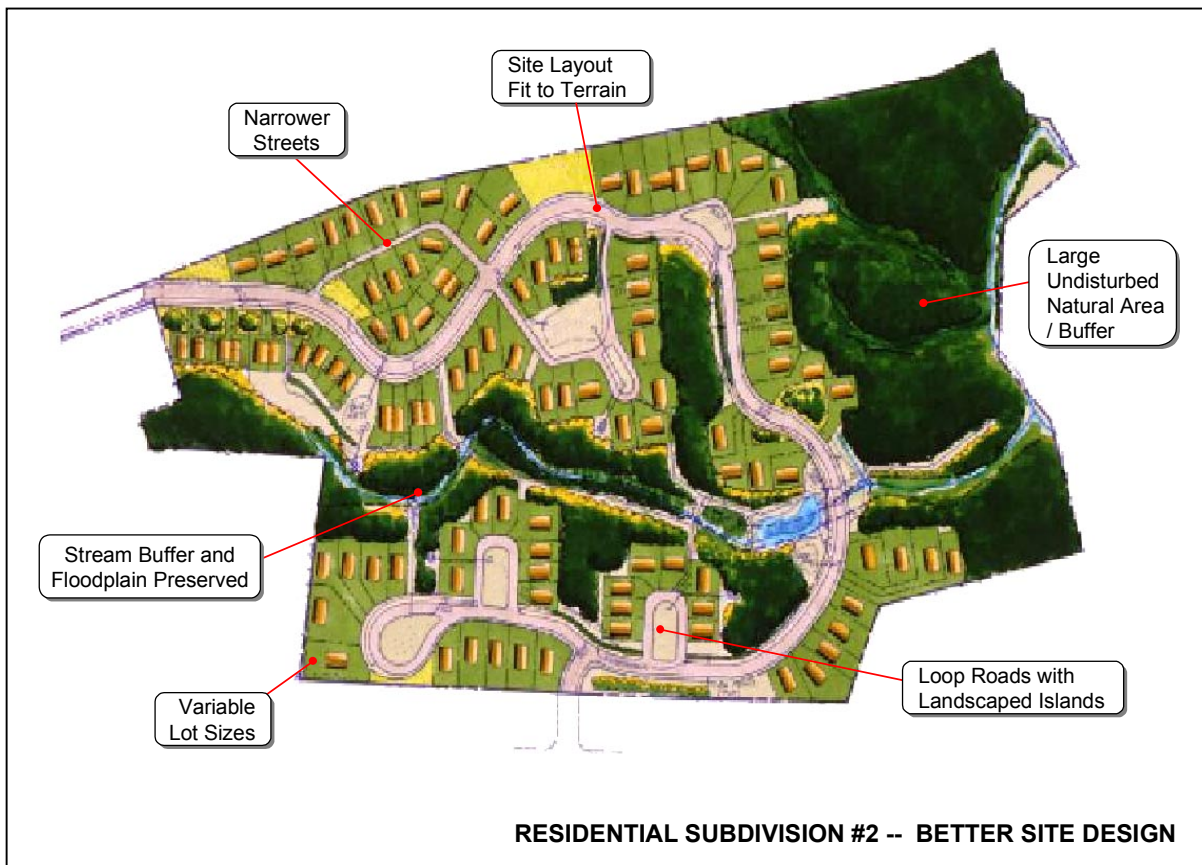 Site Layout
Fit to Terrain
Narrower
Streets
Large
Undisturbed
Natural Area
/ Buffer
Stream Buffer and
Floodplain Preserved
Loop Roads with
Landscaped Islands
Variable
Lot Sizes
RESIDENTIAL SUBDIVISION #2 -- BETTER SITE DESIGN